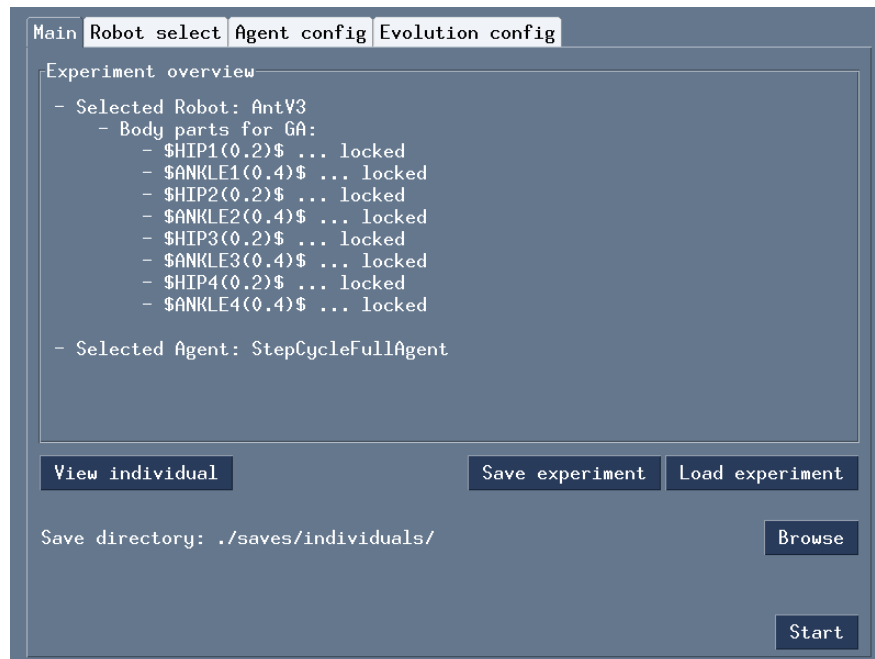 Main Robot select Agent config Evolution config
Experiment overview
- Selected Robot: AntV3
- Body parts for GA:
- $HIP1(0.2)$ ... locked
- $ANKLE1(0.4)$ ... locked
- $HIP2(0.2)$ ... locked
- $ANKLE2(0.4)$ ... locked
- $HIP3(0.2)$ ... locked
- $ANKLE3(0.4)$ ... locked
- $HIP4(0.2)$ ... locked
- $ANKLE4(0.4)$ ... locked
- Selected Agent: StepCycleFullAgent
View individual Save experiment Load experiment
Save directory: ./saves/individuals/ Browse
Start